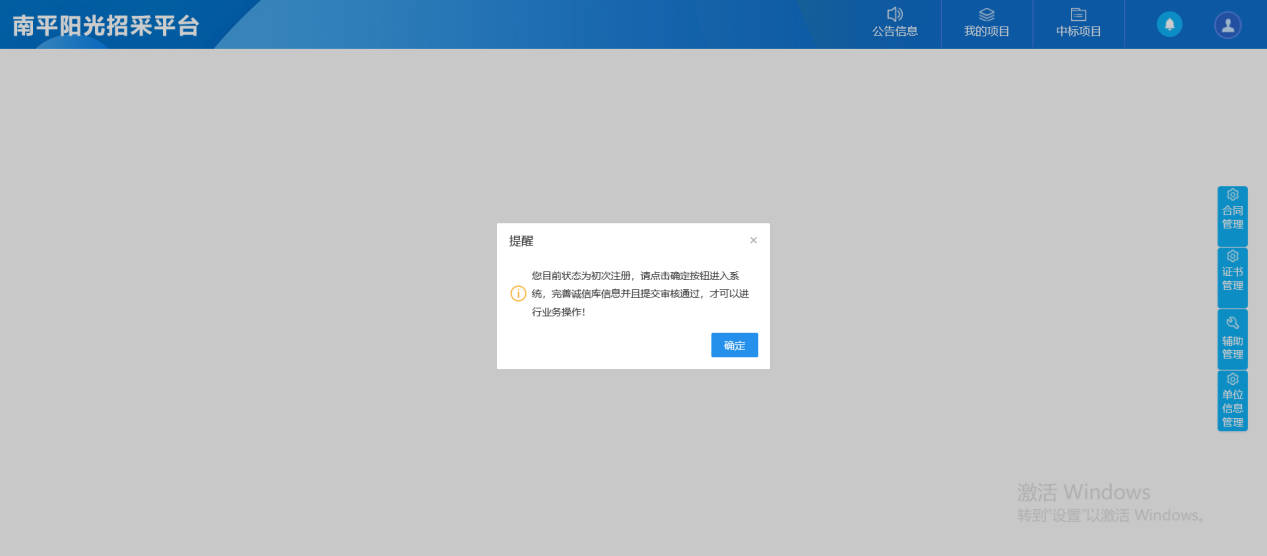 南平阳光招采平台
公告信息
我的项目
中标项目
合同
管理
证书
管理
辅助
管理
单位
信息
管理
提醒
×
您目前状态为初次注册，请点击确定按钮进入系
统，完善诚信库信息并且提交审核通过，才可以进
行业务操作！
确定
激活 Windows
转到"设置"以激活 Windows。